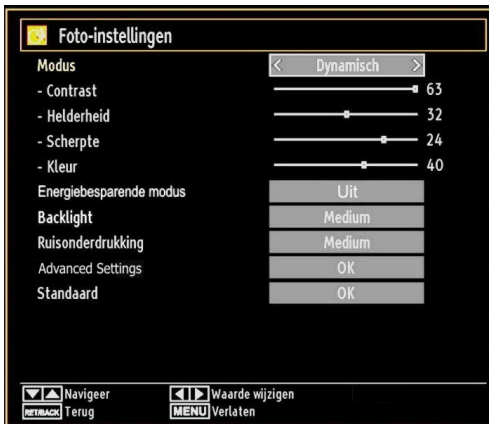 Foto-instellingen
Modus Dynamisch
- Contrast 63
- Helderheid 32
- Scherpte 24
- Kleur 40
Energiebesparende modus Uit
Backlight Medium
Ruisonderdrukking Medium
Advanced Settings OK
Standaard OK
Navigeer Waarde wijzigen
RET/BACK Terug MENU Verlaten